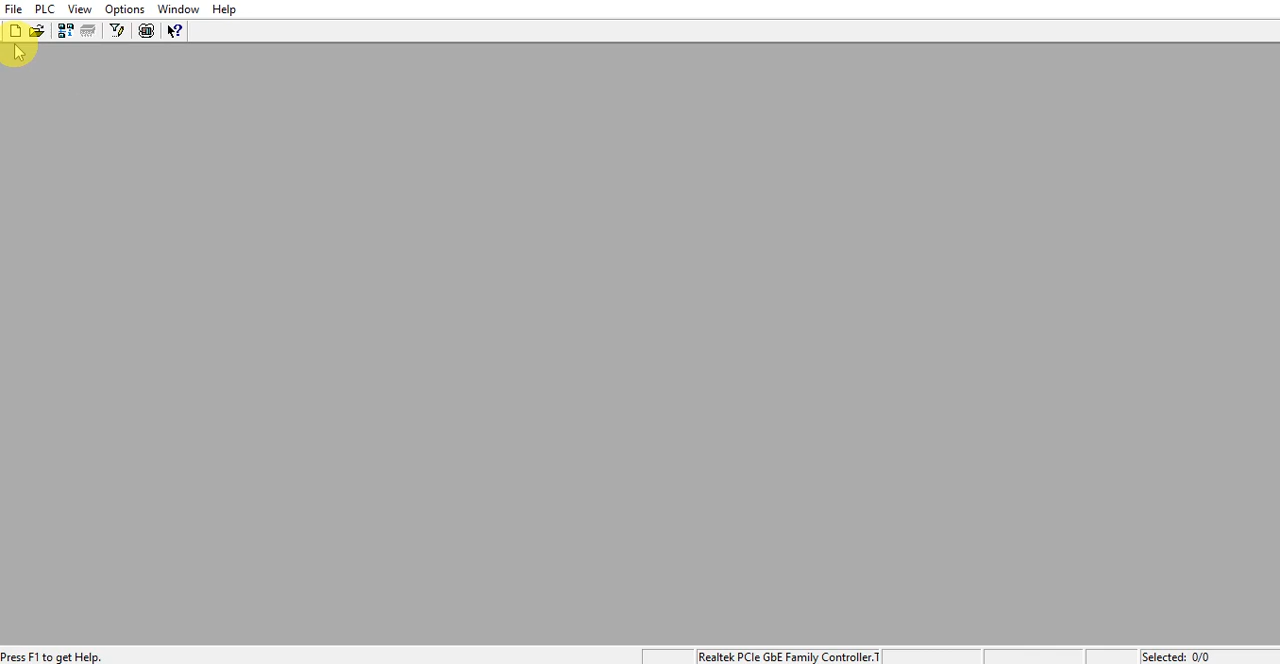 File PLC View Options Window Help
Press F1 to get Help.
Realtek PCIe GbE Family Controller.T
Selected: 0/0